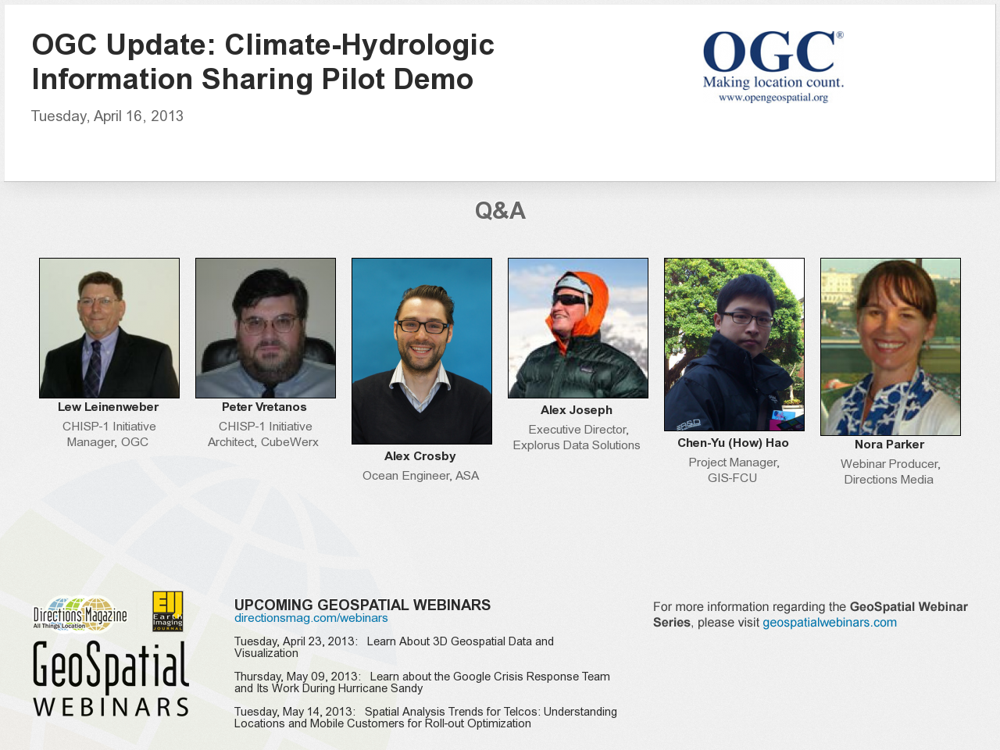 OGC Update: Climate-Hydrologic
Information Sharing Pilot Demo
Tuesday, April 16, 2013
OGC®
Making location count.
www.opengeospatial.org
Q&A
Lew Leinenweber
CHISP-1 Initiative
Manager, OGC
Peter Vretanos
CHISP-1 Initiative
Architect, CubeWerx
Alex Crosby
Ocean Engineer, ASA
Alex Joseph
Executive Director,
Explorus Data Solutions
Chen-Yu (How) Hao
Project Manager,
GIS-FCU
Nora Parker
Webinar Producer,
Directions Media
Directions Magazine
All Things Location
EIJ
Earth
Imaging
JOURNAL
GeoSpatial
WEBINARS
UPCOMING GEOSPATIAL WEBINARS
directionsmag.com/webinars
Tuesday, April 23, 2013: Learn About 3D Geospatial Data and
Visualization
Thursday, May 09, 2013: Learn about the Google Crisis Response Team
and Its Work During Hurricane Sandy
Tuesday, May 14, 2013: Spatial Analysis Trends for Telcos: Understanding
Locations and Mobile Customers for Roll-out Optimization
For more information regarding the GeoSpatial Webinar
Series, please visit geospatialwebinars.com